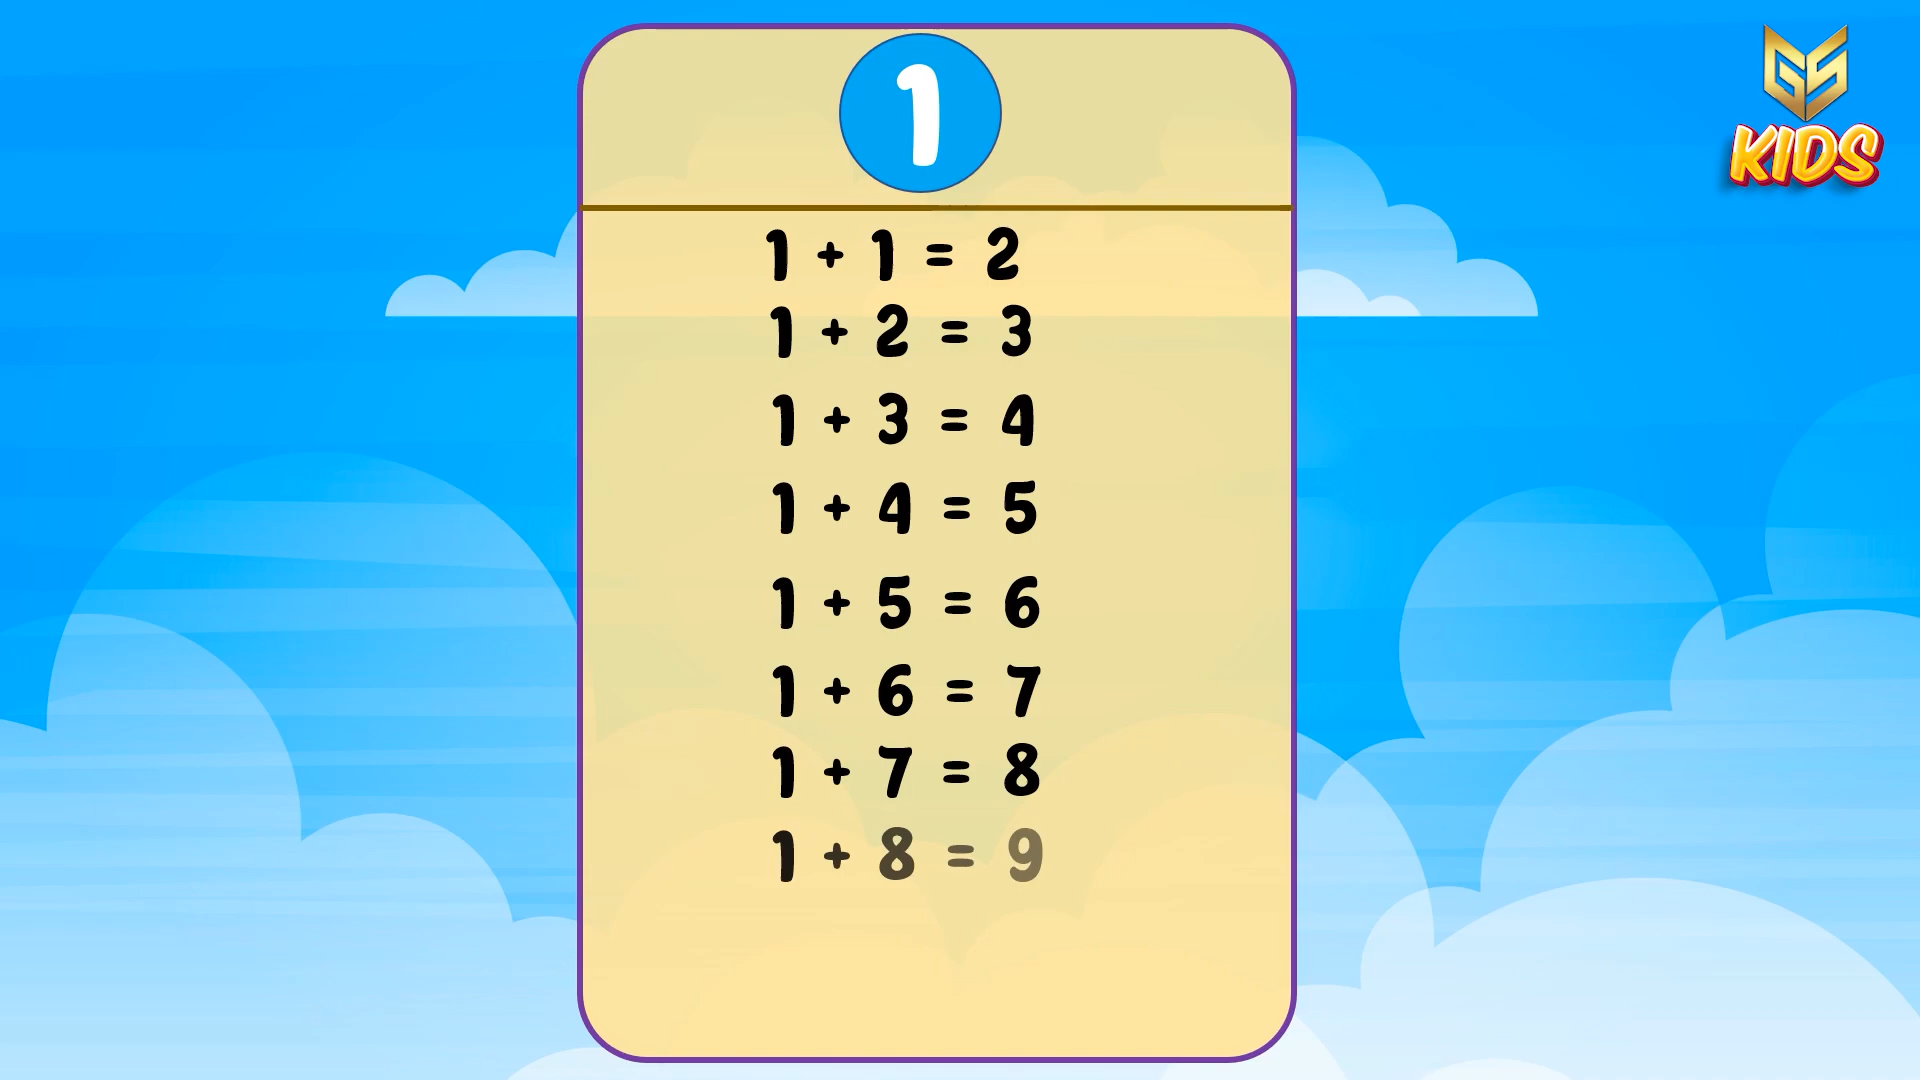 1
GS
KIDS
1 + 1 = 2
1 + 2 = 3
1 + 3 = 4
1 + 4 = 5
1 + 5 = 6
1 + 6 = 7
1 + 7 = 8
1 + 8 = 9